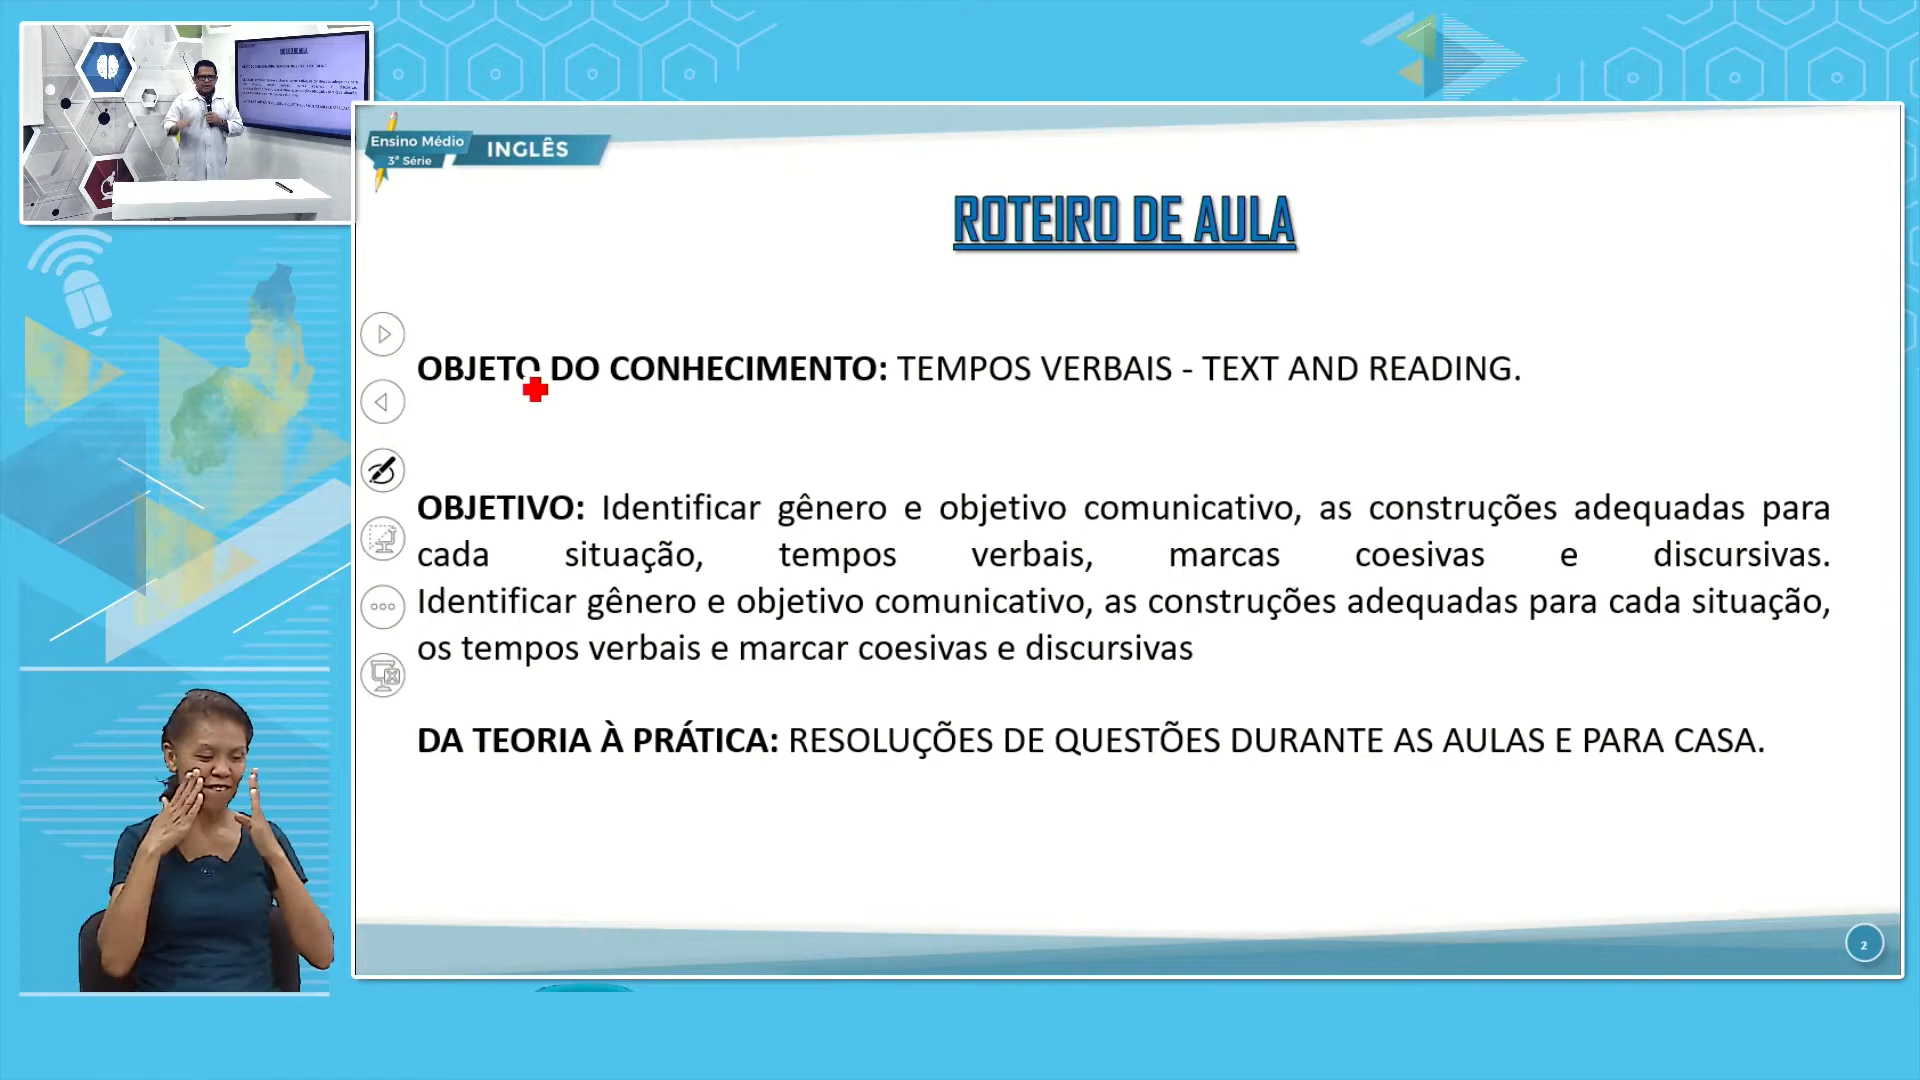 Ensino Médio
3ª Série
INGLÊS
ROTEIRO DE AULA
OBJETO DO CONHECIMENTO: TEMPOS VERBAIS - TEXT AND READING.
OBJETIVO: Identificar gênero e objetivo comunicativo, as construções adequadas para
cada situação, tempos verbais, marcas coesivas e discursivas.
Identificar gênero e objetivo comunicativo, as construções adequadas para cada situação,
os tempos verbais e marcar coesivas e discursivas
DA TEORIA À PRÁTICA: RESOLUÇÕES DE QUESTÕES DURANTE AS AULAS E PARA CASA.
2